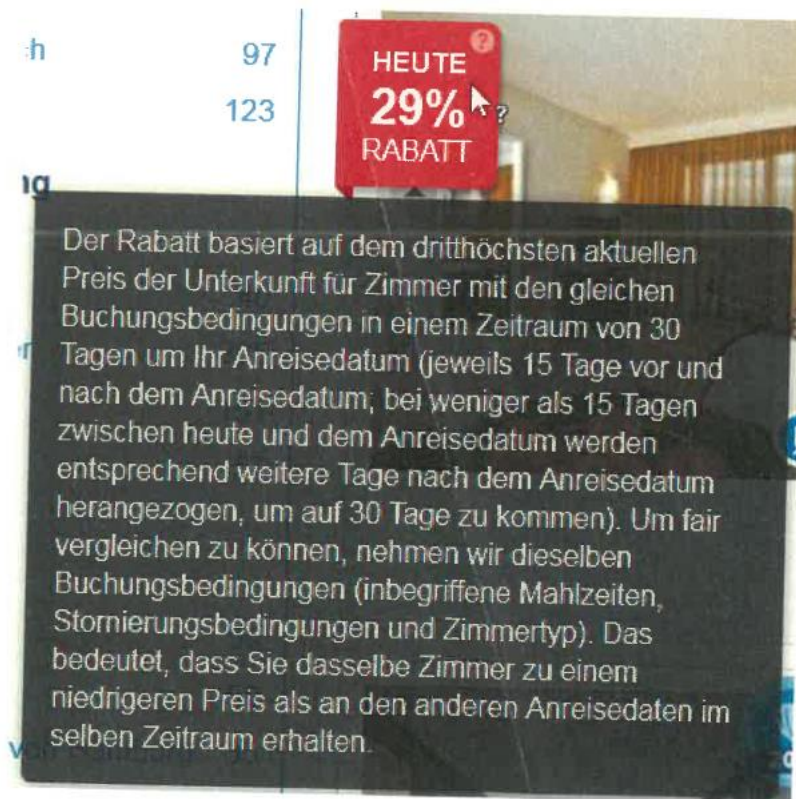 97
123
HEUTE
29%
RABATT
?
?
Der Rabatt basiert auf dem dritthöchsten aktuellen
Preis der Unterkunft für Zimmer mit den gleichen
Buchungsbedingungen in einem Zeitraum von 30
Tagen um Ihr Anreisedatum (jeweils 15 Tage vor und
nach dem Anreisedatum; bei weniger als 15 Tagen
zwischen heute und dem Anreisedatum werden
entsprechend weitere Tage nach dem Anreisedatum
herangezogen, um auf 30 Tage zu kommen). Um fair
vergleichen zu können, nehmen wir dieselben
Buchungsbedingungen (inbegriffene Mahlzeiten,
Stornierungsbedingungen und Zimmertyp). Das
bedeutet, dass Sie dasselbe Zimmer zu einem
niedrigeren Preis als an den anderen Anreisedaten im
selben Zeitraum erhalten.